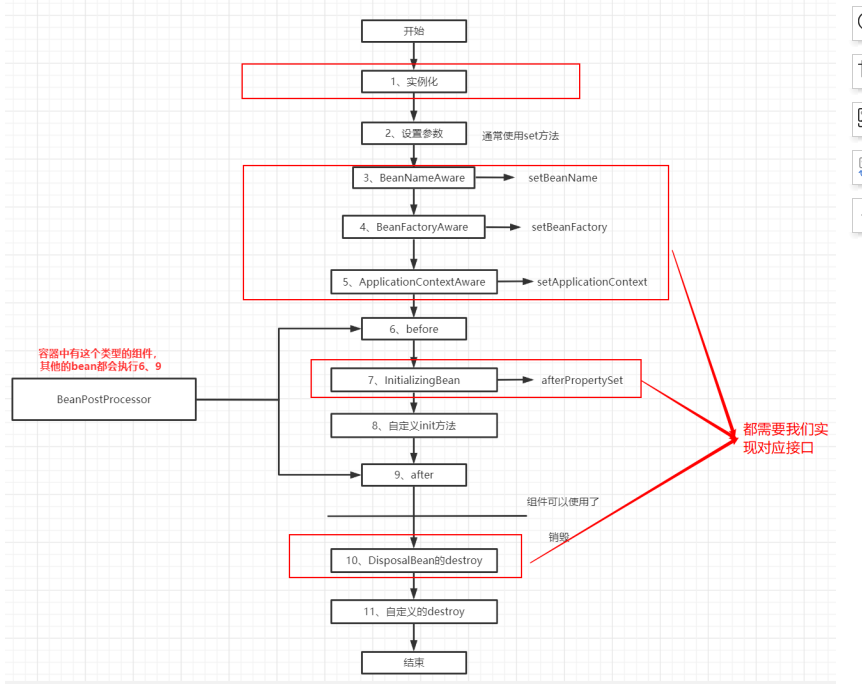 开始
1、实例化
2、设置参数
通常使用set方法
3、BeanNameAware
setBeanName
4、BeanFactoryAware
setBeanFactory
5、ApplicationContextAware
setApplicationContext
6、before
容器中有这个类型的组件，
其他的bean都会执行6、9
BeanPostProcessor
7、InitializingBean
afterPropertySet
8、自定义init方法
9、after
都需要我们实
现对应接口
组件可以使用了
销毁
10、DisposalBean的destroy
11、自定义的destroy
结束